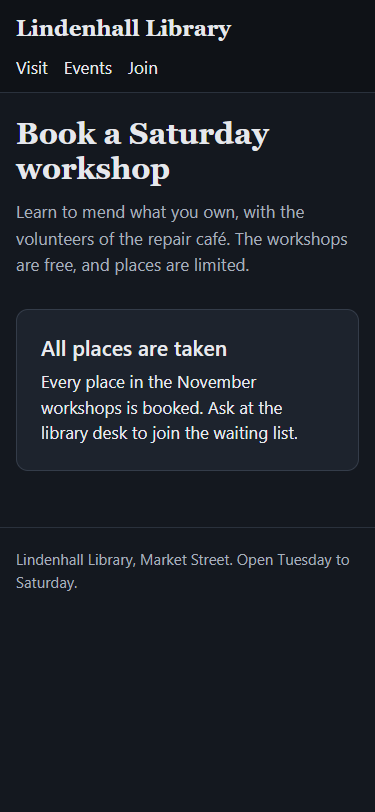 Lindenhall Library
Visit Events Join
Book a Saturday
workshop
Learn to mend what you own, with the
volunteers of the repair café. The workshops
are free, and places are limited.
All places are taken
Every place in the November
workshops is booked. Ask at the
library desk to join the waiting list.
Lindenhall Library, Market Street. Open Tuesday to
Saturday.